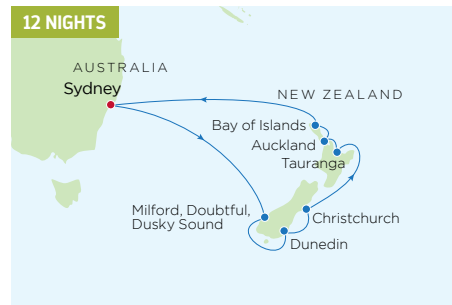 12 NIGHTS
AUSTRALIA
Sydney
NEW ZEALAND
Bay of Islands
Auckland
Tauranga
Milford, Doubtful,
Dusky Sound
Christchurch
Dunedin